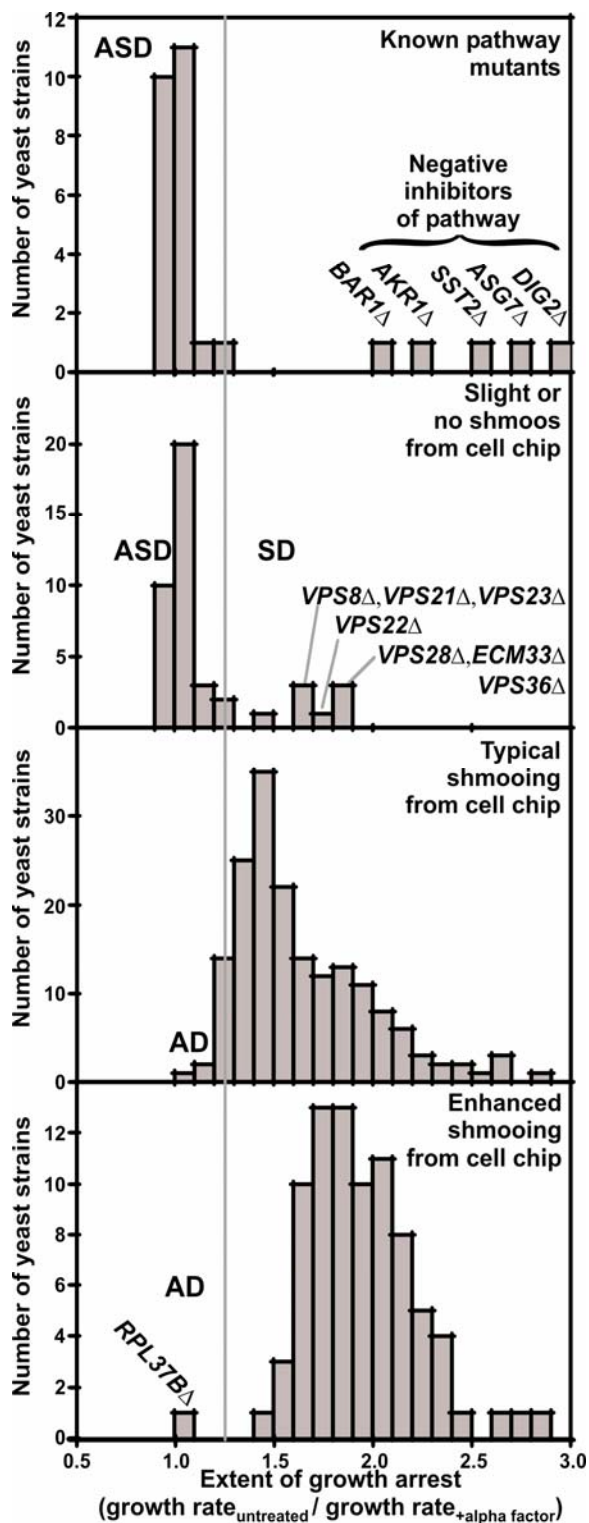 12
10
8
6
4
2
0
Number of yeast strains
ASD
Known pathway
mutants
Negative
inhibitors
of pathway
BAR1Δ
AKR1Δ
SST2Δ
ASG7Δ
DIG2Δ
20
15
10
5
0
Number of yeast strains
Slight or
no shmoos
from cell chip
ASD
SD
VPS8Δ,VPS21Δ,VPS23Δ
VPS22Δ
VPS28Δ,ECM33Δ
VPS36Δ
30
20
10
0
Number of yeast strains
Typical
shmooing
from cell chip
AD
12
10
8
6
4
2
0
Number of yeast strains
Enhanced
shmooing
from cell chip
AD
RPL37BΔ
0.5 1.0 1.5 2.0 2.5 3.0
Extent of growth arrest
(growth rate untreated / growth rate +alpha factor)